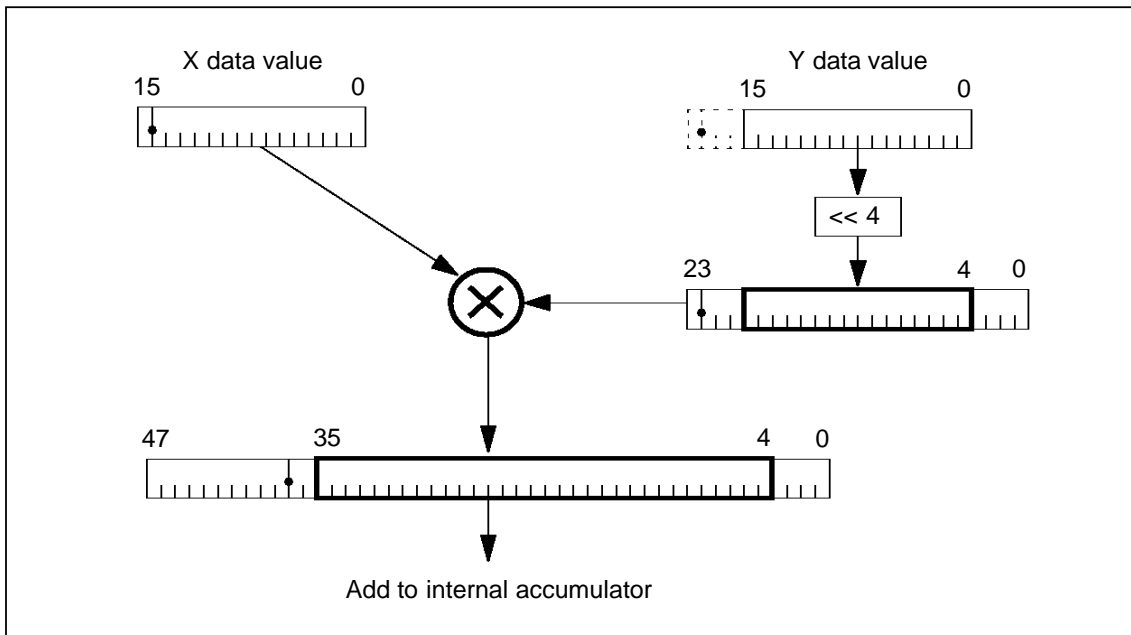 X data value
Y data value
15 0
15 0
<< 4
23 4 0
47 35 4 0
Add to internal accumulator